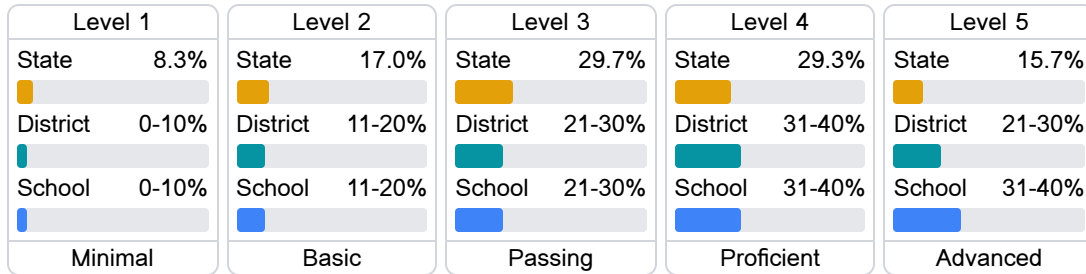 Level 1
State 8.3%
District 0-10%
School 0-10%
Minimal
Level 2
State 17.0%
District 11-20%
School 11-20%
Basic
Level 3
State 29.7%
District 21-30%
School 21-30%
Passing
Level 4
State 29.3%
District 31-40%
School 31-40%
Proficient
Level 5
State 15.7%
District 21-30%
School 31-40%
Advanced